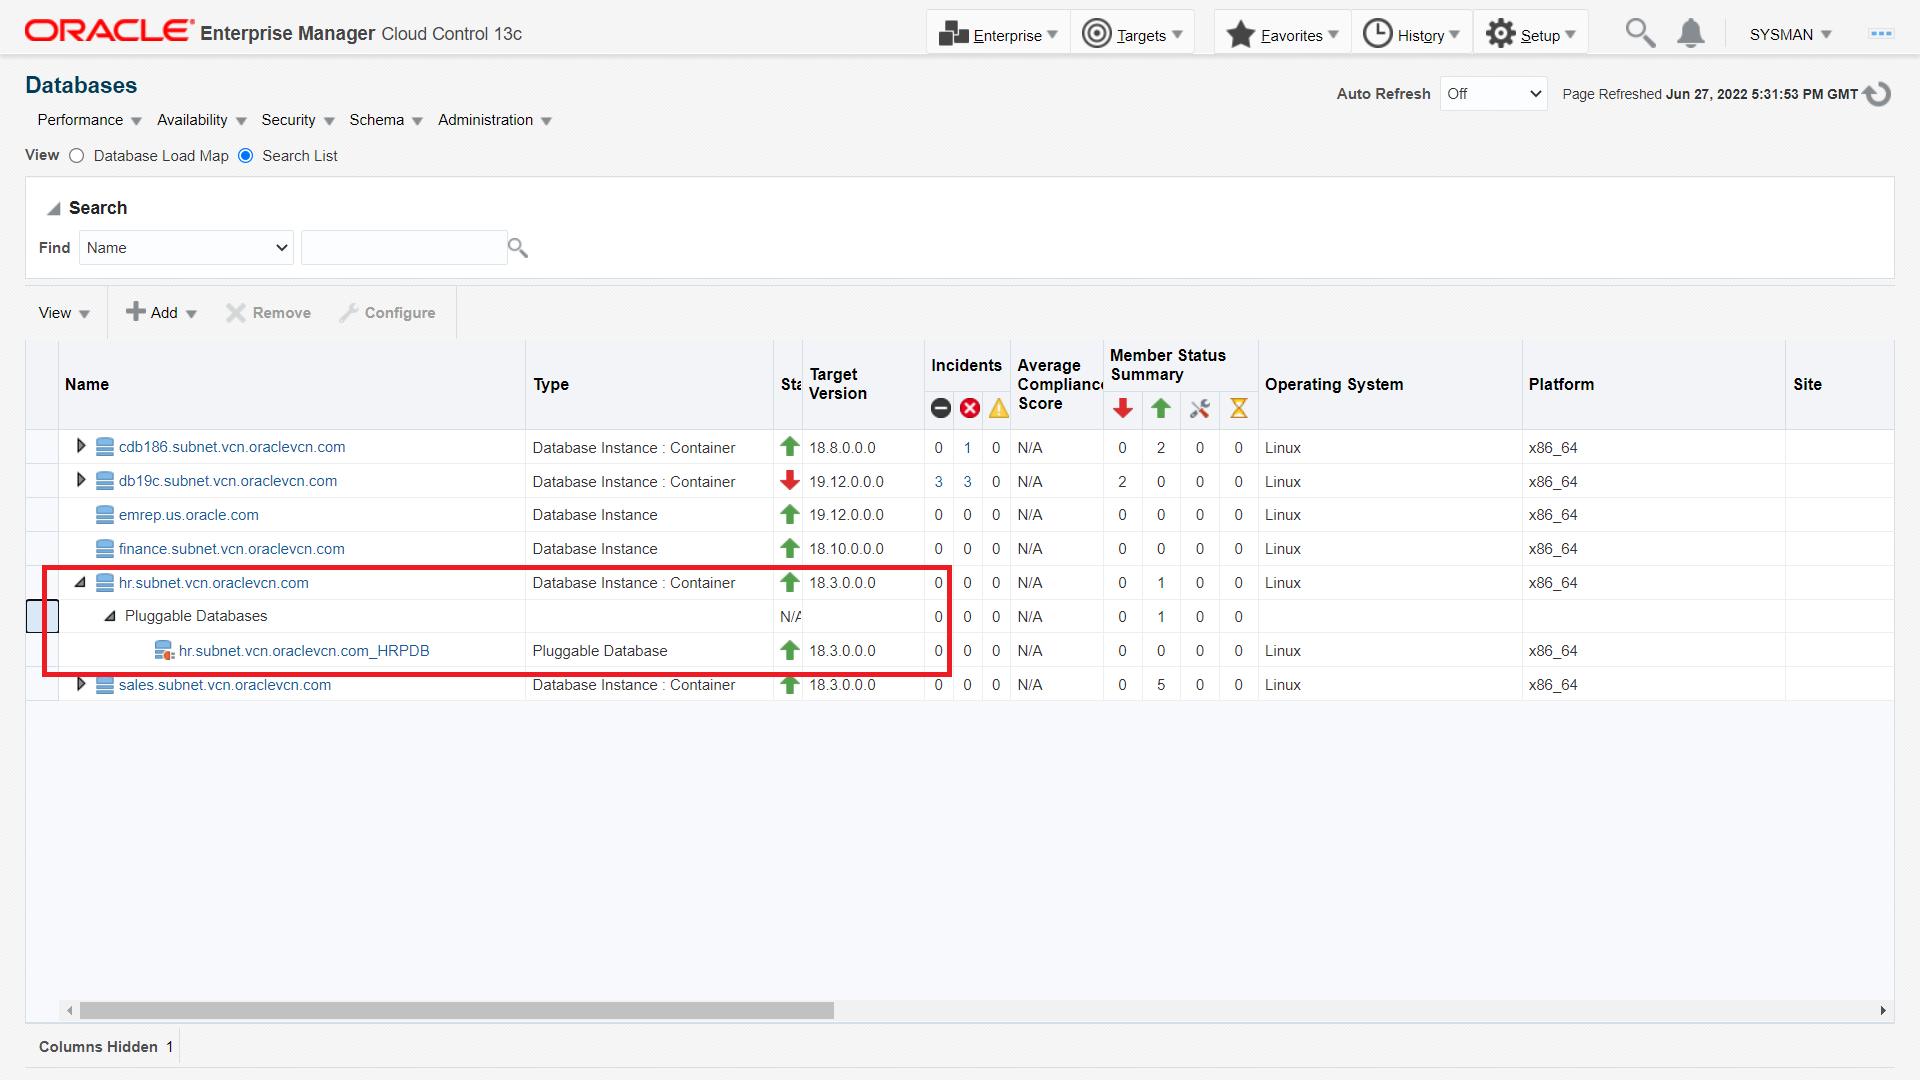 ORACLE Enterprise Manager Cloud Control 13c Enterprise Targets Favorites History Setup SYSMAN
Databases
Auto Refresh Off Page Refreshed Jun 27, 2022 5:31:53 PM GMT
Performance Availability Security Schema Administration
View Database Load Map Search List
Search
Find Name
View Add Remove Configure
Name Type Sta Target Version Incidents Average Compliance Score Member Status Summary Operating System Platform Site
cdb186.subnet.vcn.oraclevcn.com Database Instance : Container 18.8.0.0.0 0 1 0 N/A 0 2 0 0 Linux x86_64
db19c.subnet.vcn.oraclevcn.com Database Instance : Container 19.12.0.0.0 3 3 0 N/A 2 0 0 0 Linux x86_64
emrep.us.oracle.com Database Instance 19.12.0.0.0 0 0 0 N/A 0 0 0 0 Linux x86_64
finance.subnet.vcn.oraclevcn.com Database Instance 18.10.0.0.0 0 0 0 N/A 0 0 0 0 Linux x86_64
hr.subnet.vcn.oraclevcn.com Database Instance : Container 18.3.0.0.0 0 0 0 N/A 0 1 0 0 Linux x86_64
Pluggable Databases N/A 0 0 0 N/A 0 1 0 0
hr.subnet.vcn.oraclevcn.com_HRPDB Pluggable Database 18.3.0.0.0 0 0 0 N/A 0 0 0 0 Linux x86_64
sales.subnet.vcn.oraclevcn.com Database Instance : Container 18.3.0.0.0 0 0 0 N/A 0 5 0 0 Linux x86_64
Columns Hidden 1